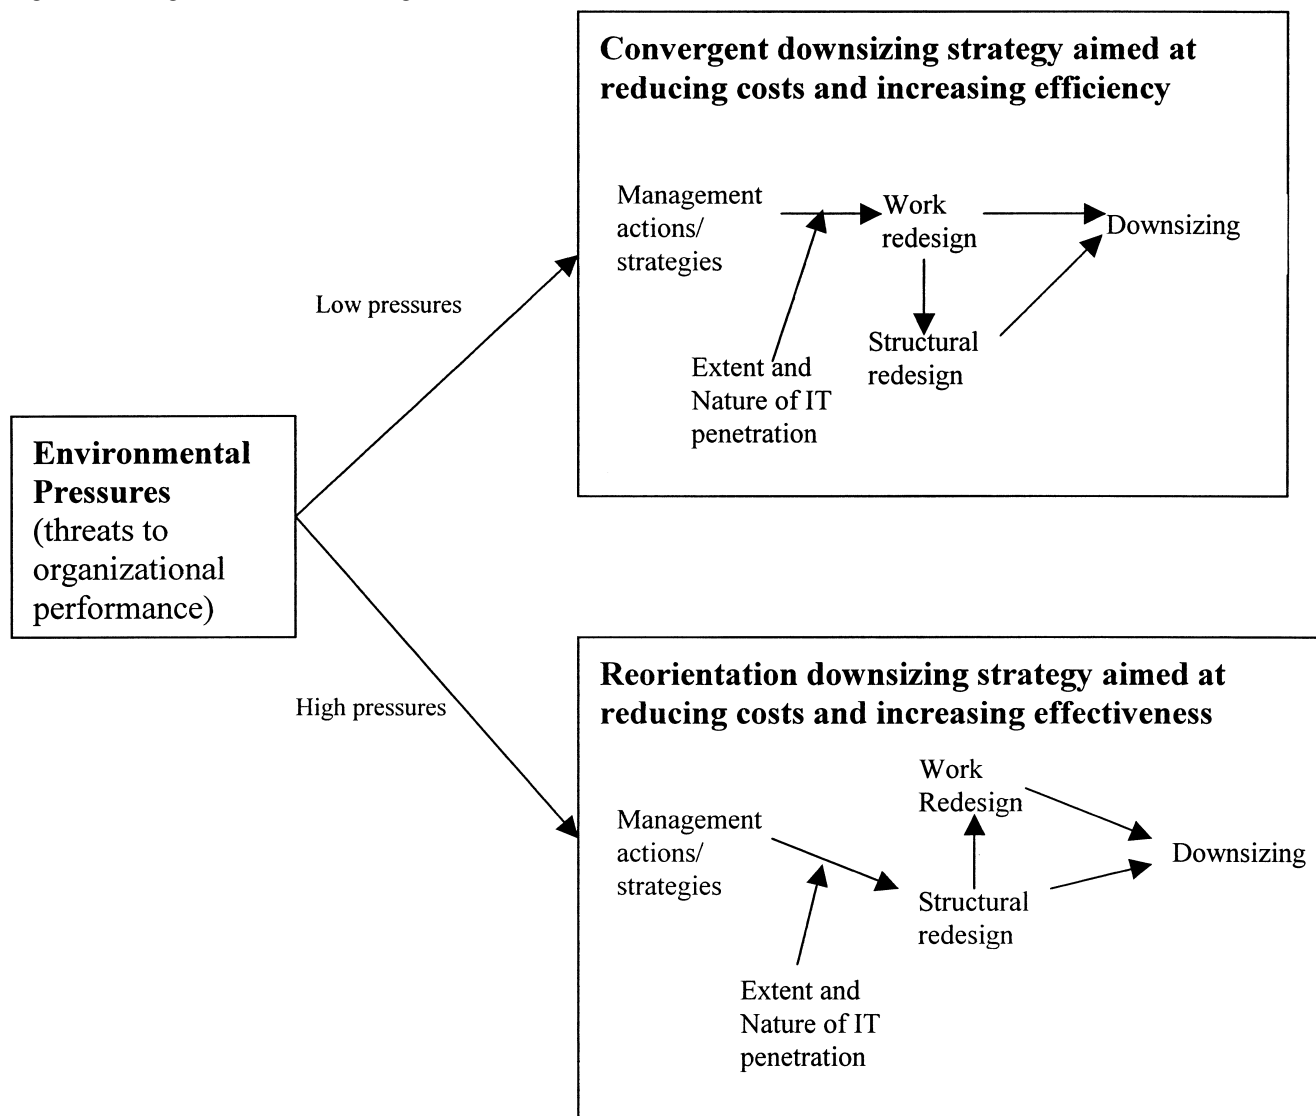 Convergent downsizing strategy aimed at
reducing costs and increasing efficiency
Management
actions/
strategies
Work
redesign
Downsizing
Structural
redesign
Extent and
Nature of IT
penetration
Low pressures
Environmental
Pressures
(threats to
organizational
performance)
High pressures
Reorientation downsizing strategy aimed at
reducing costs and increasing effectiveness
Work
Redesign
Management
actions/
strategies
Downsizing
Structural
redesign
Extent and
Nature of IT
penetration